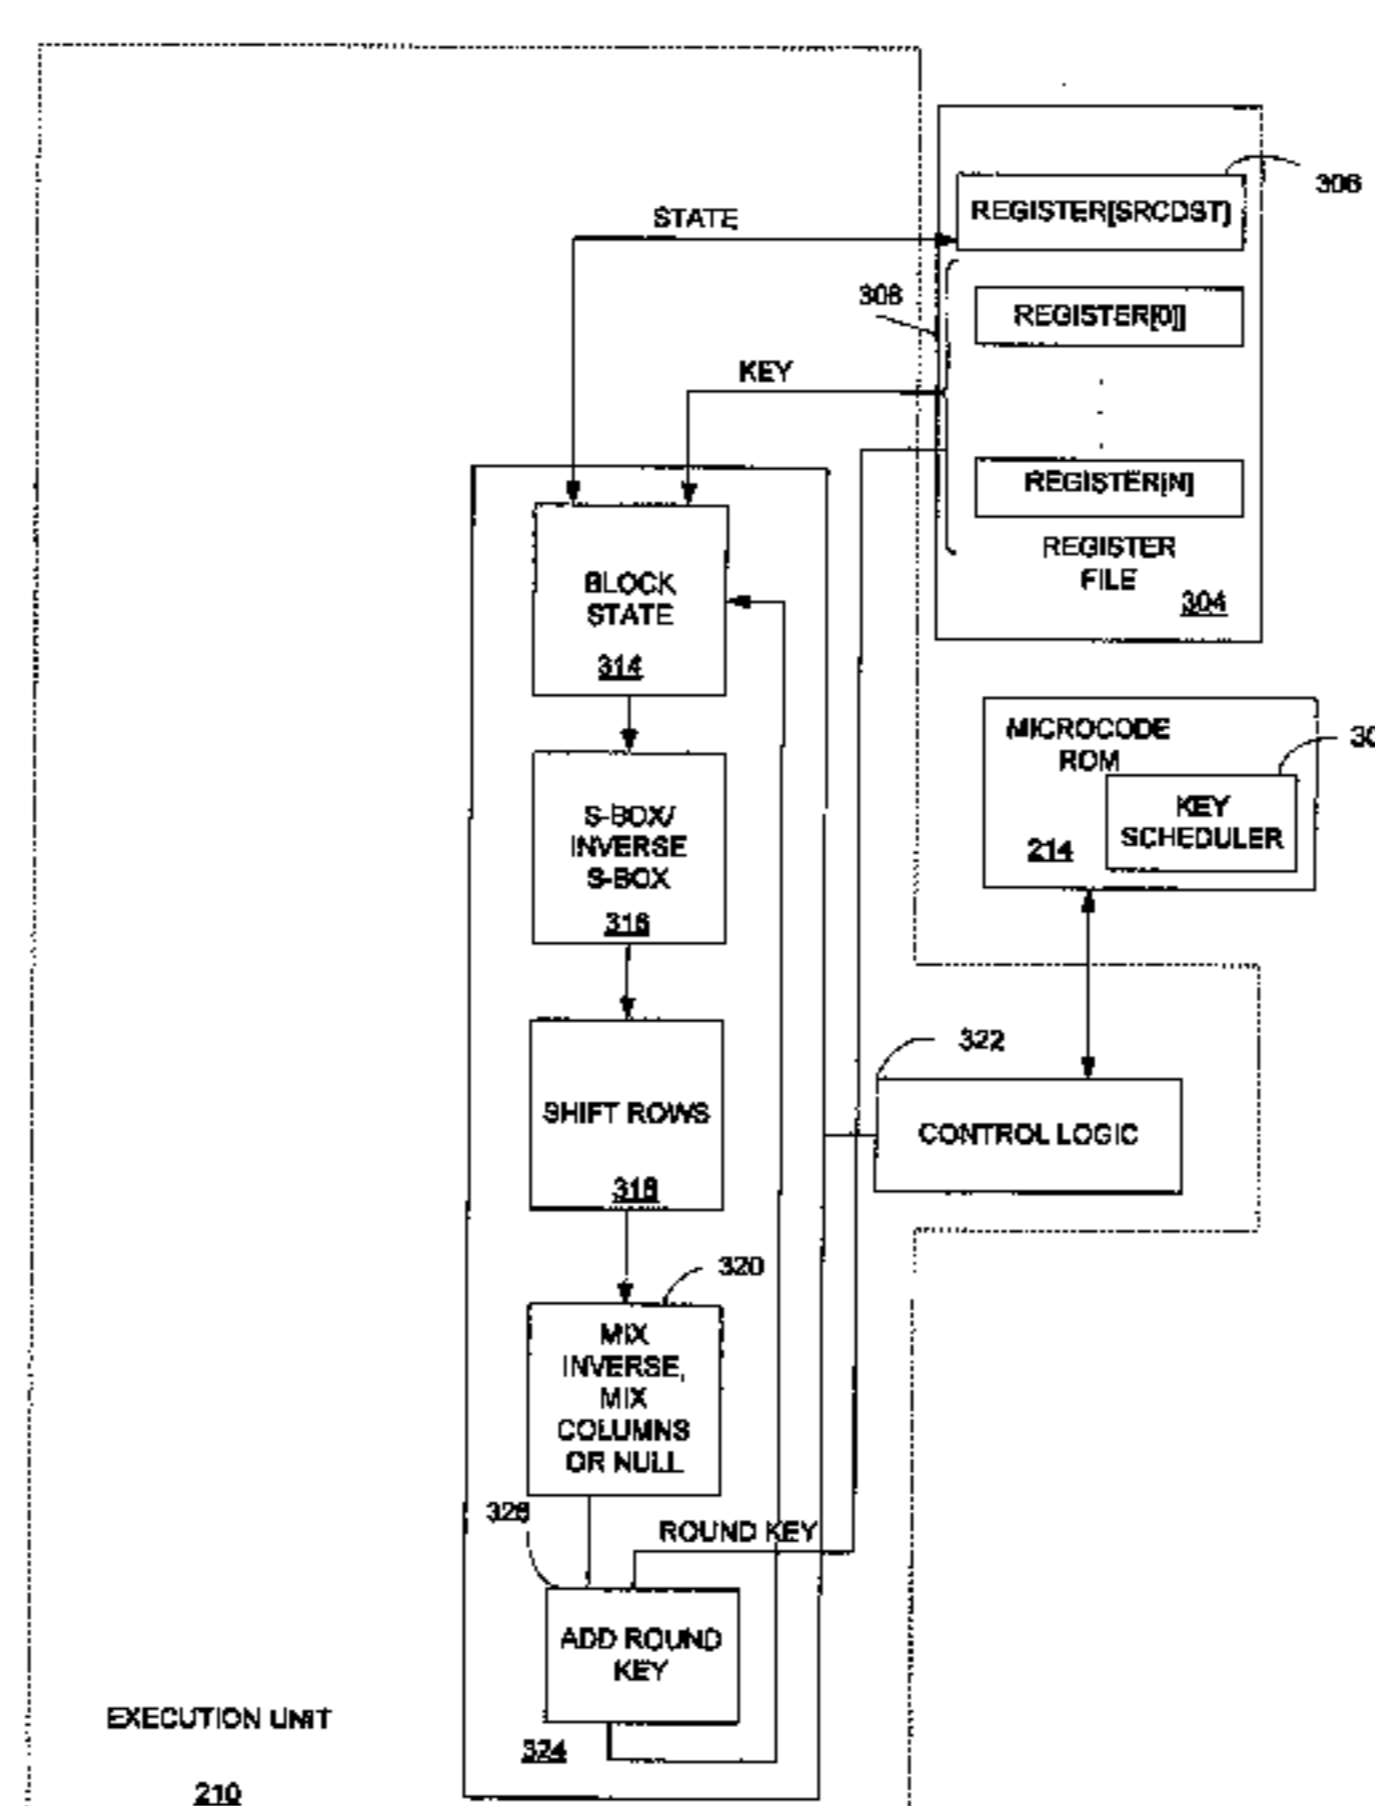 306
REGISTER[SRCDST]
STATE
308
REGISTER[0]]
KEY
REGISTER[N]
REGISTER
FILE
304
BLOCK
STATE
314
MICROCODE
ROM
30
KEY
SCHEDULER
214
S-BOX/
INVERSE
S-BOX
316
322
SHIFT ROWS
318
CONTROL LOGIC
320
MIX
INVERSE,
MIX
COLUMNS
OR NULL
326
ROUND KEY
ADD ROUND
KEY
324
EXECUTION UNIT
210